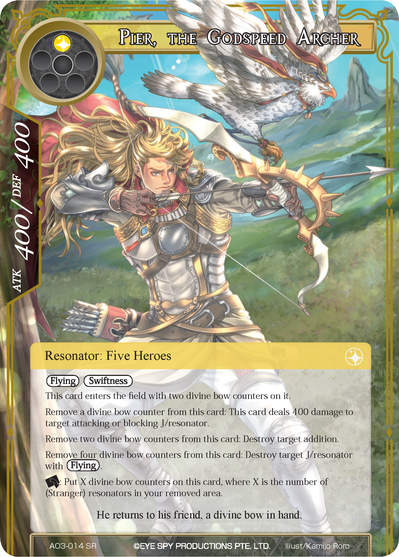 Pier, the Godspeed Archer
ATK 400/DEF 400
Resonator: Five Heroes
Flying Swiftness
This card enters the field with two divine bow counters on it.
Remove a divine bow counter from this card: This card deals 400 damage to
target attacking or blocking J/resonator.
Remove two divine bow counters from this card: Destroy target addition.
Remove four divine bow counters from this card: Destroy target J/resonator
with Flying.
Put X divine bow counters on this card, where X is the number of
(Stranger) resonators in your removed area.
He returns to his friend, a divine bow in hand.
AO3-014 SR ©EYE SPY PRODUCTIONS PTE. LTD. Illust/Kamijo Roro